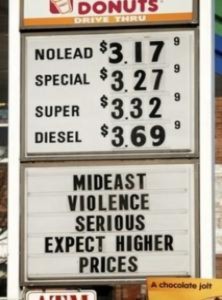 DONUTS
DRIVE THRU
NOLEAD $3.17 9
SPECIAL $3.27 9
SUPER $3.32 9
DIESEL $3.69 9
MIDEAST
VIOLENCE
SERIOUS
EXPECT HIGHER
PRICES
ATM
A chocolate jolt